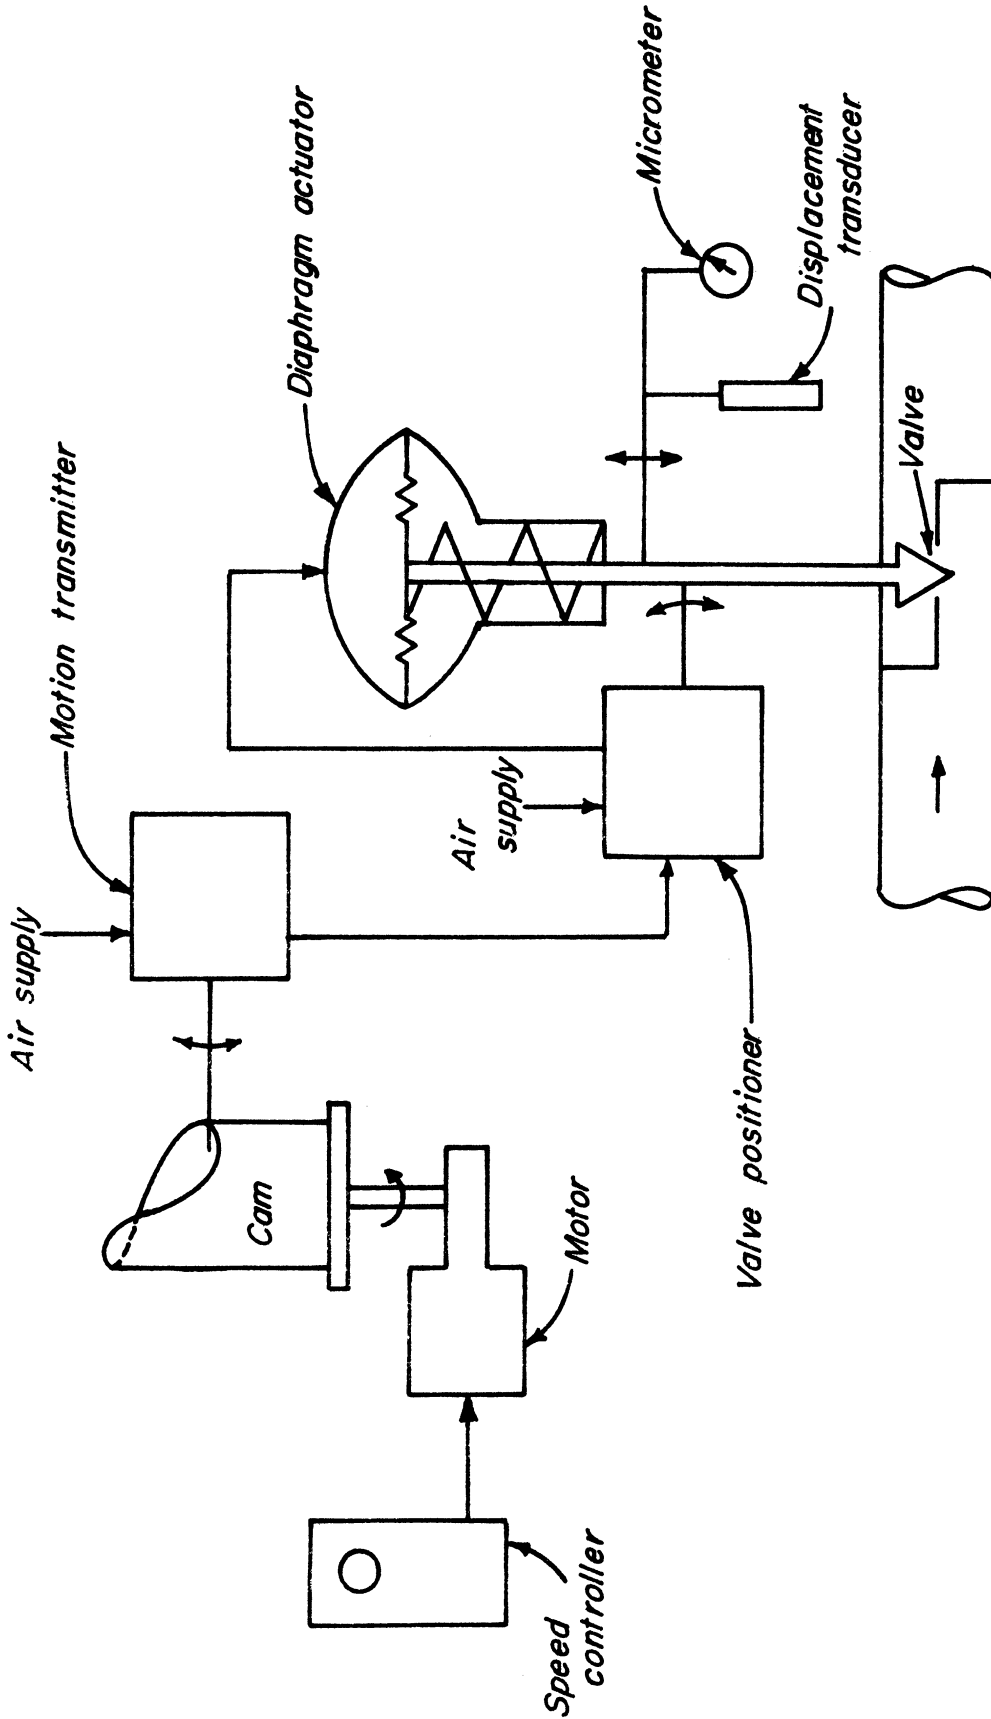 Air supply
Motion transmitter
Diaphragm actuator
Micrometer
Displacement
transducer
Valve
Air
supply
Cam
Motor
Valve positioner
Speed
controller